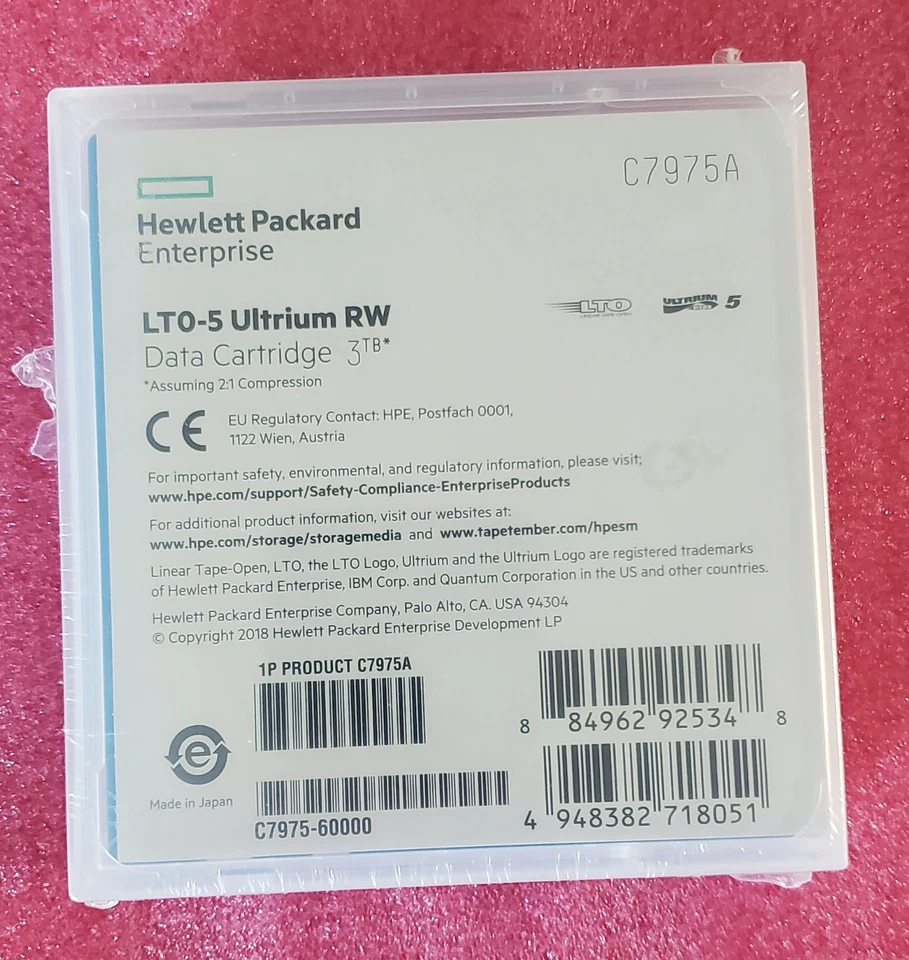 C7975A
Hewlett Packard
Enterprise
LTO-5 Ultrium RW
LTO
ULTRIUM 5
Data Cartridge 3TB*
*Assuming 2:1 Compression
CE
EU Regulatory Contact: HPE, Postfach 0001,
1122 Wien, Austria
For important safety, environmental, and regulatory information, please visit;
www.hpe.com/support/Safety-Compliance-EnterpriseProducts
For additional product information, visit our websites at:
www.hpe.com/storage/storagemedia and www.tapetember.com/hpesm
Linear Tape-Open, LTO, the LTO Logo, Ultrium and the Ultrium Logo are registered trademarks
of Hewlett Packard Enterprise, IBM Corp. and Quantum Corporation in the US and other countries.
Hewlett Packard Enterprise Company, Palo Alto, CA. USA 94304
© Copyright 2018 Hewlett Packard Enterprise Development LP
1P PRODUCT C7975A
8 84962 92534 8
e
Made in Japan
C7975-60000
4 948382 718051